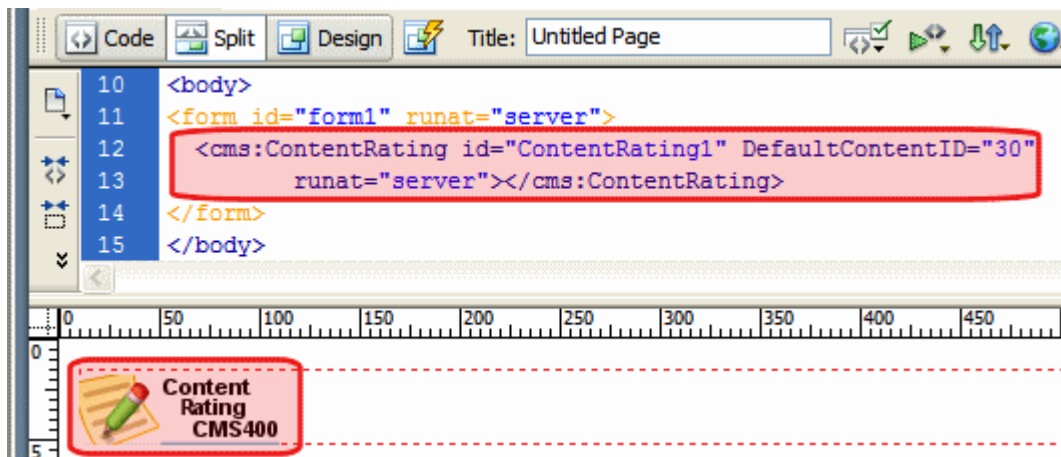 Code Split Design Title: Untitled Page
10 <body>
11 <form id="form1" runat="server">
12 <cms:ContentRating id="ContentRating1" DefaultContentID="30"
13 runat="server"></cms:ContentRating>
14 </form>
15 </body>
0 50 100 150 200 250 300 350 400 450
0
Content
Rating
CMS400
5